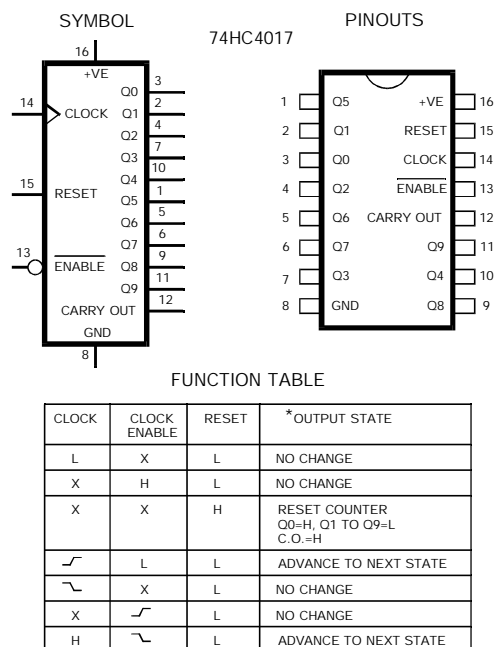 SYMBOL
PINOUTS
74HC4017
16
+VE
14 CLOCK
15 RESET
13 ENABLE
Q0 3
Q1 2
Q2 4
Q3 7
Q4 10
Q5 1
Q6 5
Q7 6
Q8 9
Q9 11
CARRY OUT 12
GND
8
1 Q5 +VE 16
2 Q1 RESET 15
3 Q0 CLOCK 14
4 Q2 ENABLE 13
5 Q6 CARRY OUT 12
6 Q7 Q9 11
7 Q3 Q4 10
8 GND Q8 9
FUNCTION TABLE
CLOCK CLOCK ENABLE RESET *OUTPUT STATE
L X L NO CHANGE
X H L NO CHANGE
X X H RESET COUNTER
Q0=H, Q1 TO Q9=L
C.O.=H
L L ADVANCE TO NEXT STATE
X L NO CHANGE
X L NO CHANGE
H L ADVANCE TO NEXT STATE